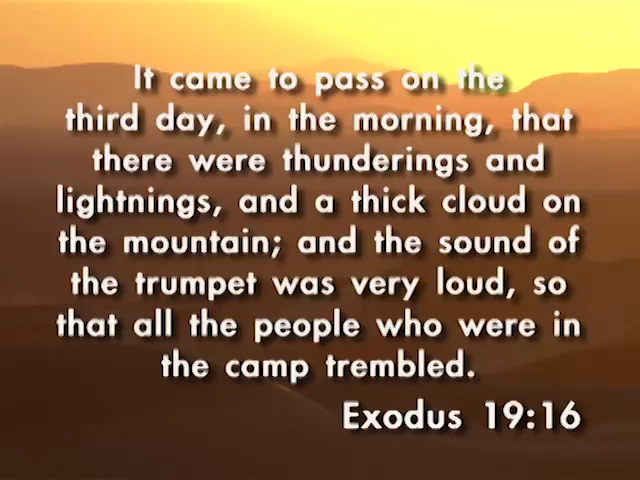 It came to pass on the
third day, in the morning, that
there were thunderings and
lightnings, and a thick cloud on
the mountain; and the sound of
the trumpet was very loud, so
that all the people who were in
the camp trembled.
Exodus 19:16